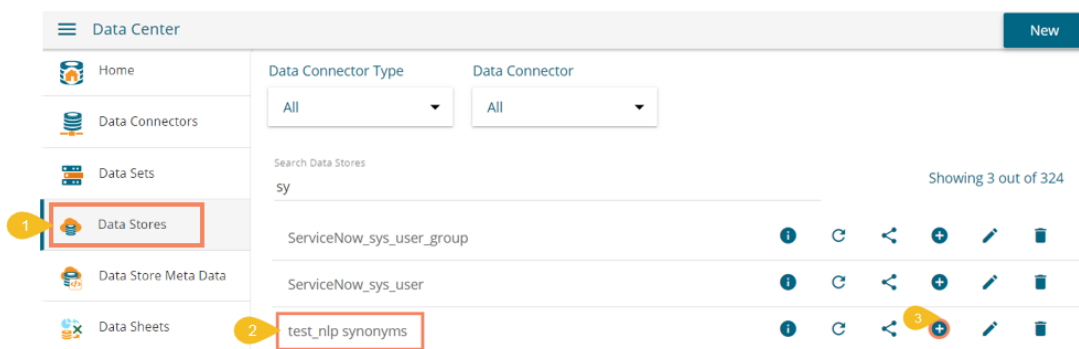 Data Center
New
Home
Data Connectors
Data Sets
1
Data Stores
Data Store Meta Data
Data Sheets
Data Connector Type
Data Connector
All
All
Search Data Stores
sy
Showing 3 out of 324
ServiceNow_sys_user_group
ServiceNow_sys_user
2
test_nlp synonyms
3